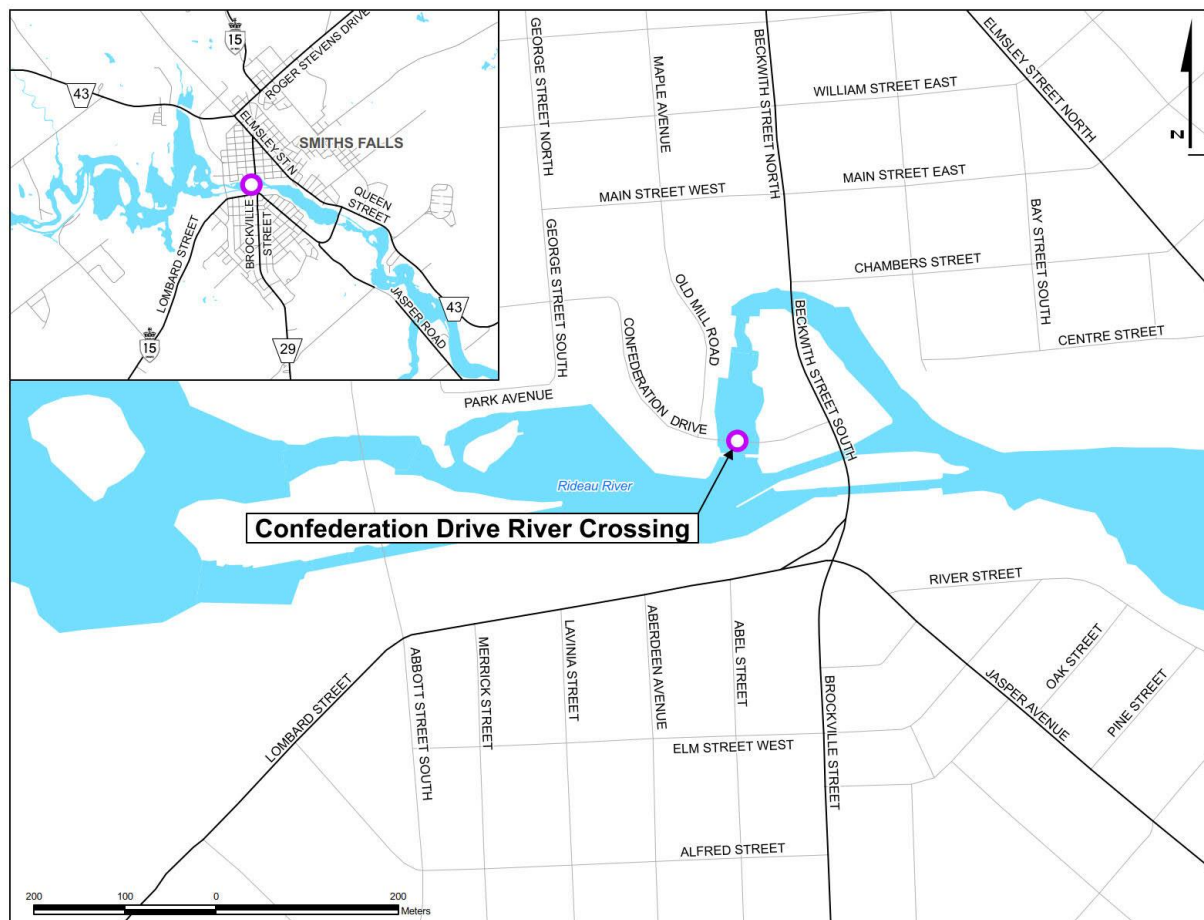 15
ROGER STEVENS DRIVE
43
ELMSLEY ST N
SMITHS FALLS
QUEEN
STREET
LOMBARD STREET
BROCKVILLE
STREET
JASPER ROAD
43
15
29
GEORGE STREET NORTH
MAPLE AVENUE
BECKWITH STREET NORTH
ELMSLEY STREET NORTH
WILLIAM STREET EAST
N
MAIN STREET WEST
MAIN STREET EAST
GEORGE STREET SOUTH
BAY STREET SOUTH
OLD MILL ROAD
CHAMBERS STREET
CONFEDERATION DRIVE
BECKWITH STREET SOUTH
CENTRE STREET
PARK AVENUE
Rideau River
Confederation Drive River Crossing
RIVER STREET
ABBOTT STREET SOUTH
MERRICK STREET
LAVINIA STREET
ABERDEEN AVENUE
ABEL STREET
BROCKVILLE STREET
JASPER AVENUE
OAK STREET
PINE STREET
LOMBARD STREET
ELM STREET WEST
ALFRED STREET
200 100 0 200
Meters